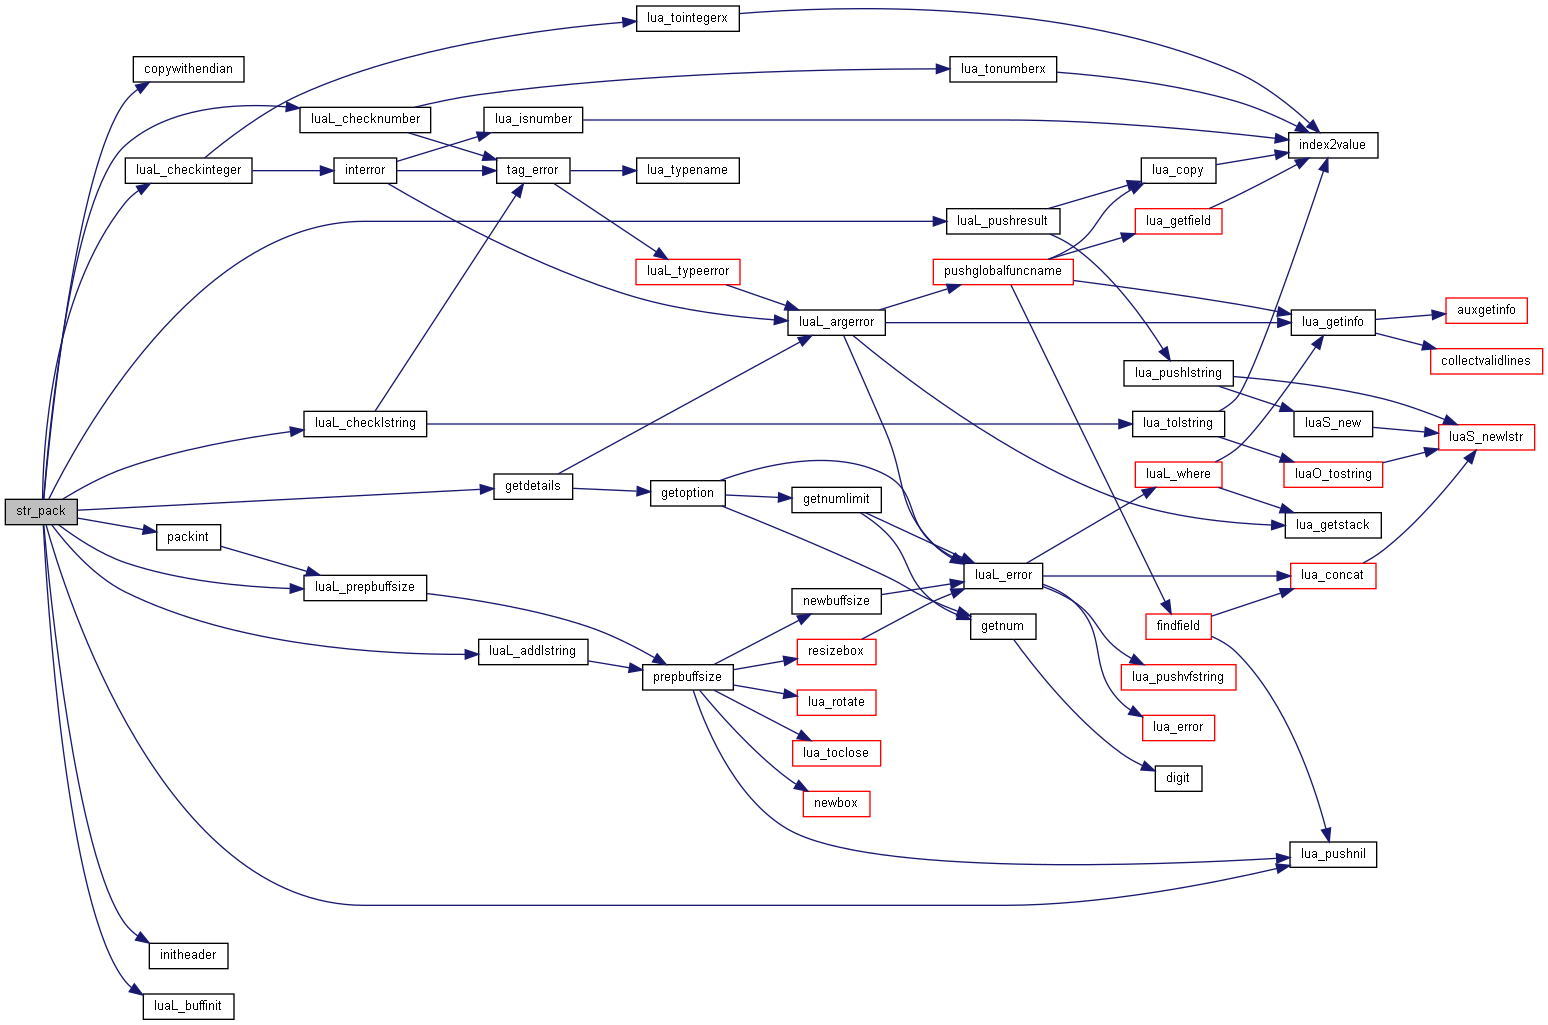 lua_tointegerx
copywithendian
lua_tonumberx
luaL_checknumber
lua_isnumber
index2value
luaL_checkinteger
interror
tag_error
lua_typename
lua_copy
luaL_pushresult
lua_getfield
luaL_typeerror
pushglobalfuncname
auxgetinfo
luaL_argerror
lua_getinfo
collectvalidlines
lua_pushlstring
luaL_checklstring
lua_tolstring
luaS_new
luaS_newlstr
luaL_where
luaO_tostring
getdetails
getoption
getnumlimit
str_pack
lua_getstack
packint
luaL_error
lua_concat
luaL_prepbuffsize
newbuffsize
getnum
findfield
luaL_addlstring
resizebox
prepbuffsize
lua_pushvfstring
lua_rotate
lua_error
lua_toclose
digit
newbox
lua_pushnil
initheader
luaL_buffinit